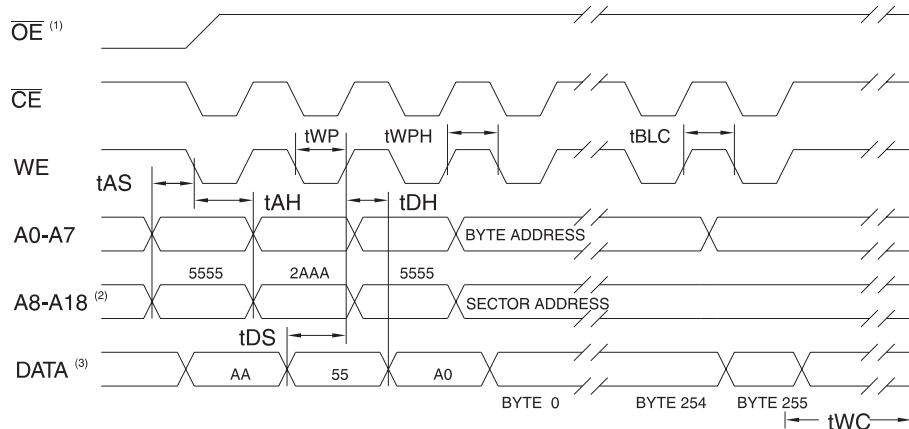 OE (1)
CE
tWP tWPH tBLC
WE
tAS
tAH tDH
A0-A7 BYTE ADDRESS
5555 2AAA 5555
A8-A18 (2) SECTOR ADDRESS
tDS
DATA (3) AA 55 A0
BYTE 0 BYTE 254 BYTE 255
tWC